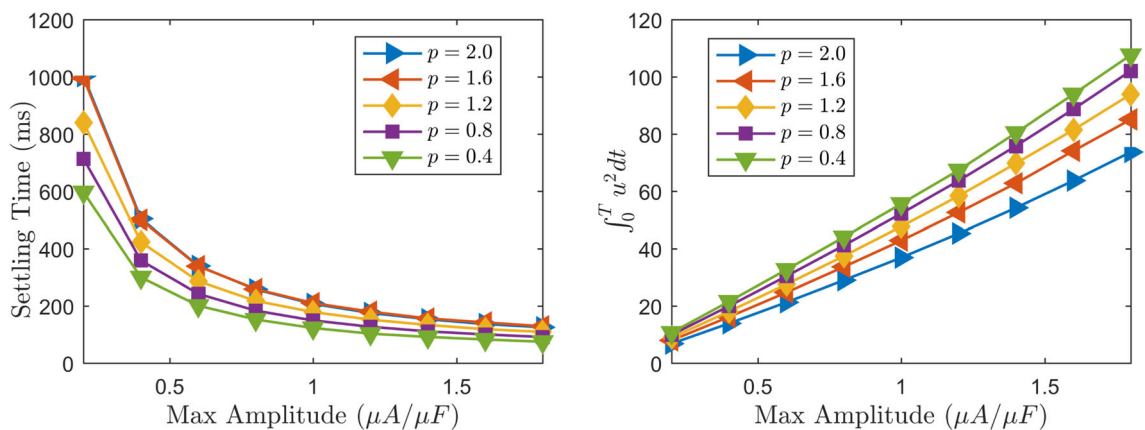 1200
1000
800
600
400
200
0
Settling Time (ms)
p = 2.0
p = 1.6
p = 1.2
p = 0.8
p = 0.4
0.5
1
1.5
Max Amplitude (μA/μF)
120
100
80
60
40
20
0
∫₀ᵀ u²dt
p = 2.0
p = 1.6
p = 1.2
p = 0.8
p = 0.4
0.5
1
1.5
Max Amplitude (μA/μF)